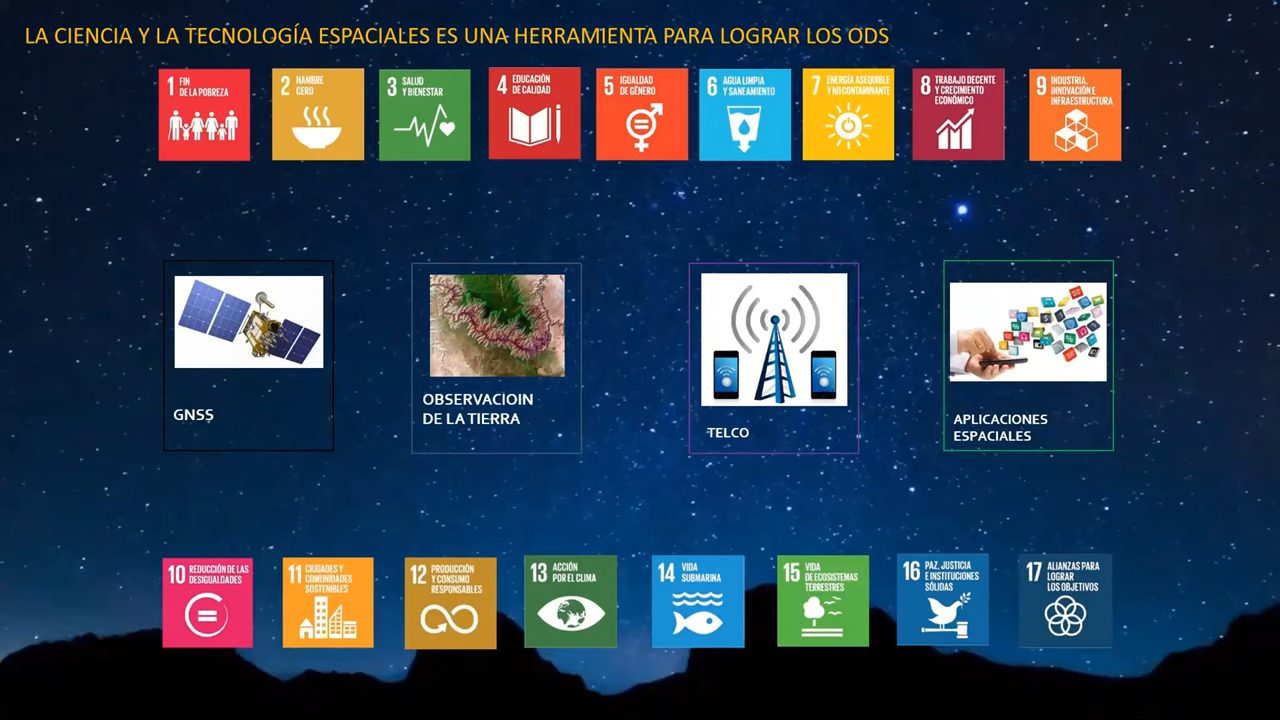 LA CIENCIA Y LA TECNOLOGÍA ESPACIALES ES UNA HERRAMIENTA PARA LOGRAR LOS ODS
1 FIN
DE LA POBREZA
2 HAMBRE
CERO
3 SALUD
Y BIENESTAR
4 EDUCACIÓN
DE CALIDAD
5 IGUALDAD
DE GÉNERO
6 AGUA LIMPIA
Y SANEAMIENTO
7 ENERGÍA ASEQUIBLE
Y NO CONTAMINANTE
8 TRABAJO DECENTE
Y CRECIMIENTO
ECONÓMICO
9 INDUSTRIA,
INNOVACIÓN E
INFRAESTRUCTURA
GNSS
OBSERVACIOIN
DE LA TIERRA
TELCO
APLICACIONES
ESPACIALES
10 REDUCCIÓN DE LAS
DESIGUALDADES
11 CIUDADES Y
COMUNIDADES
SOSTENIBLES
12 PRODUCCIÓN
Y CONSUMO
RESPONSABLES
13 ACCIÓN
POR EL CLIMA
14 VIDA
SUBMARINA
15 VIDA
DE ECOSISTEMAS
TERRESTRES
16 PAZ, JUSTICIA
E INSTITUCIONES
SÓLIDAS
17 ALIANZAS PARA
LOGRAR
LOS OBJETIVOS